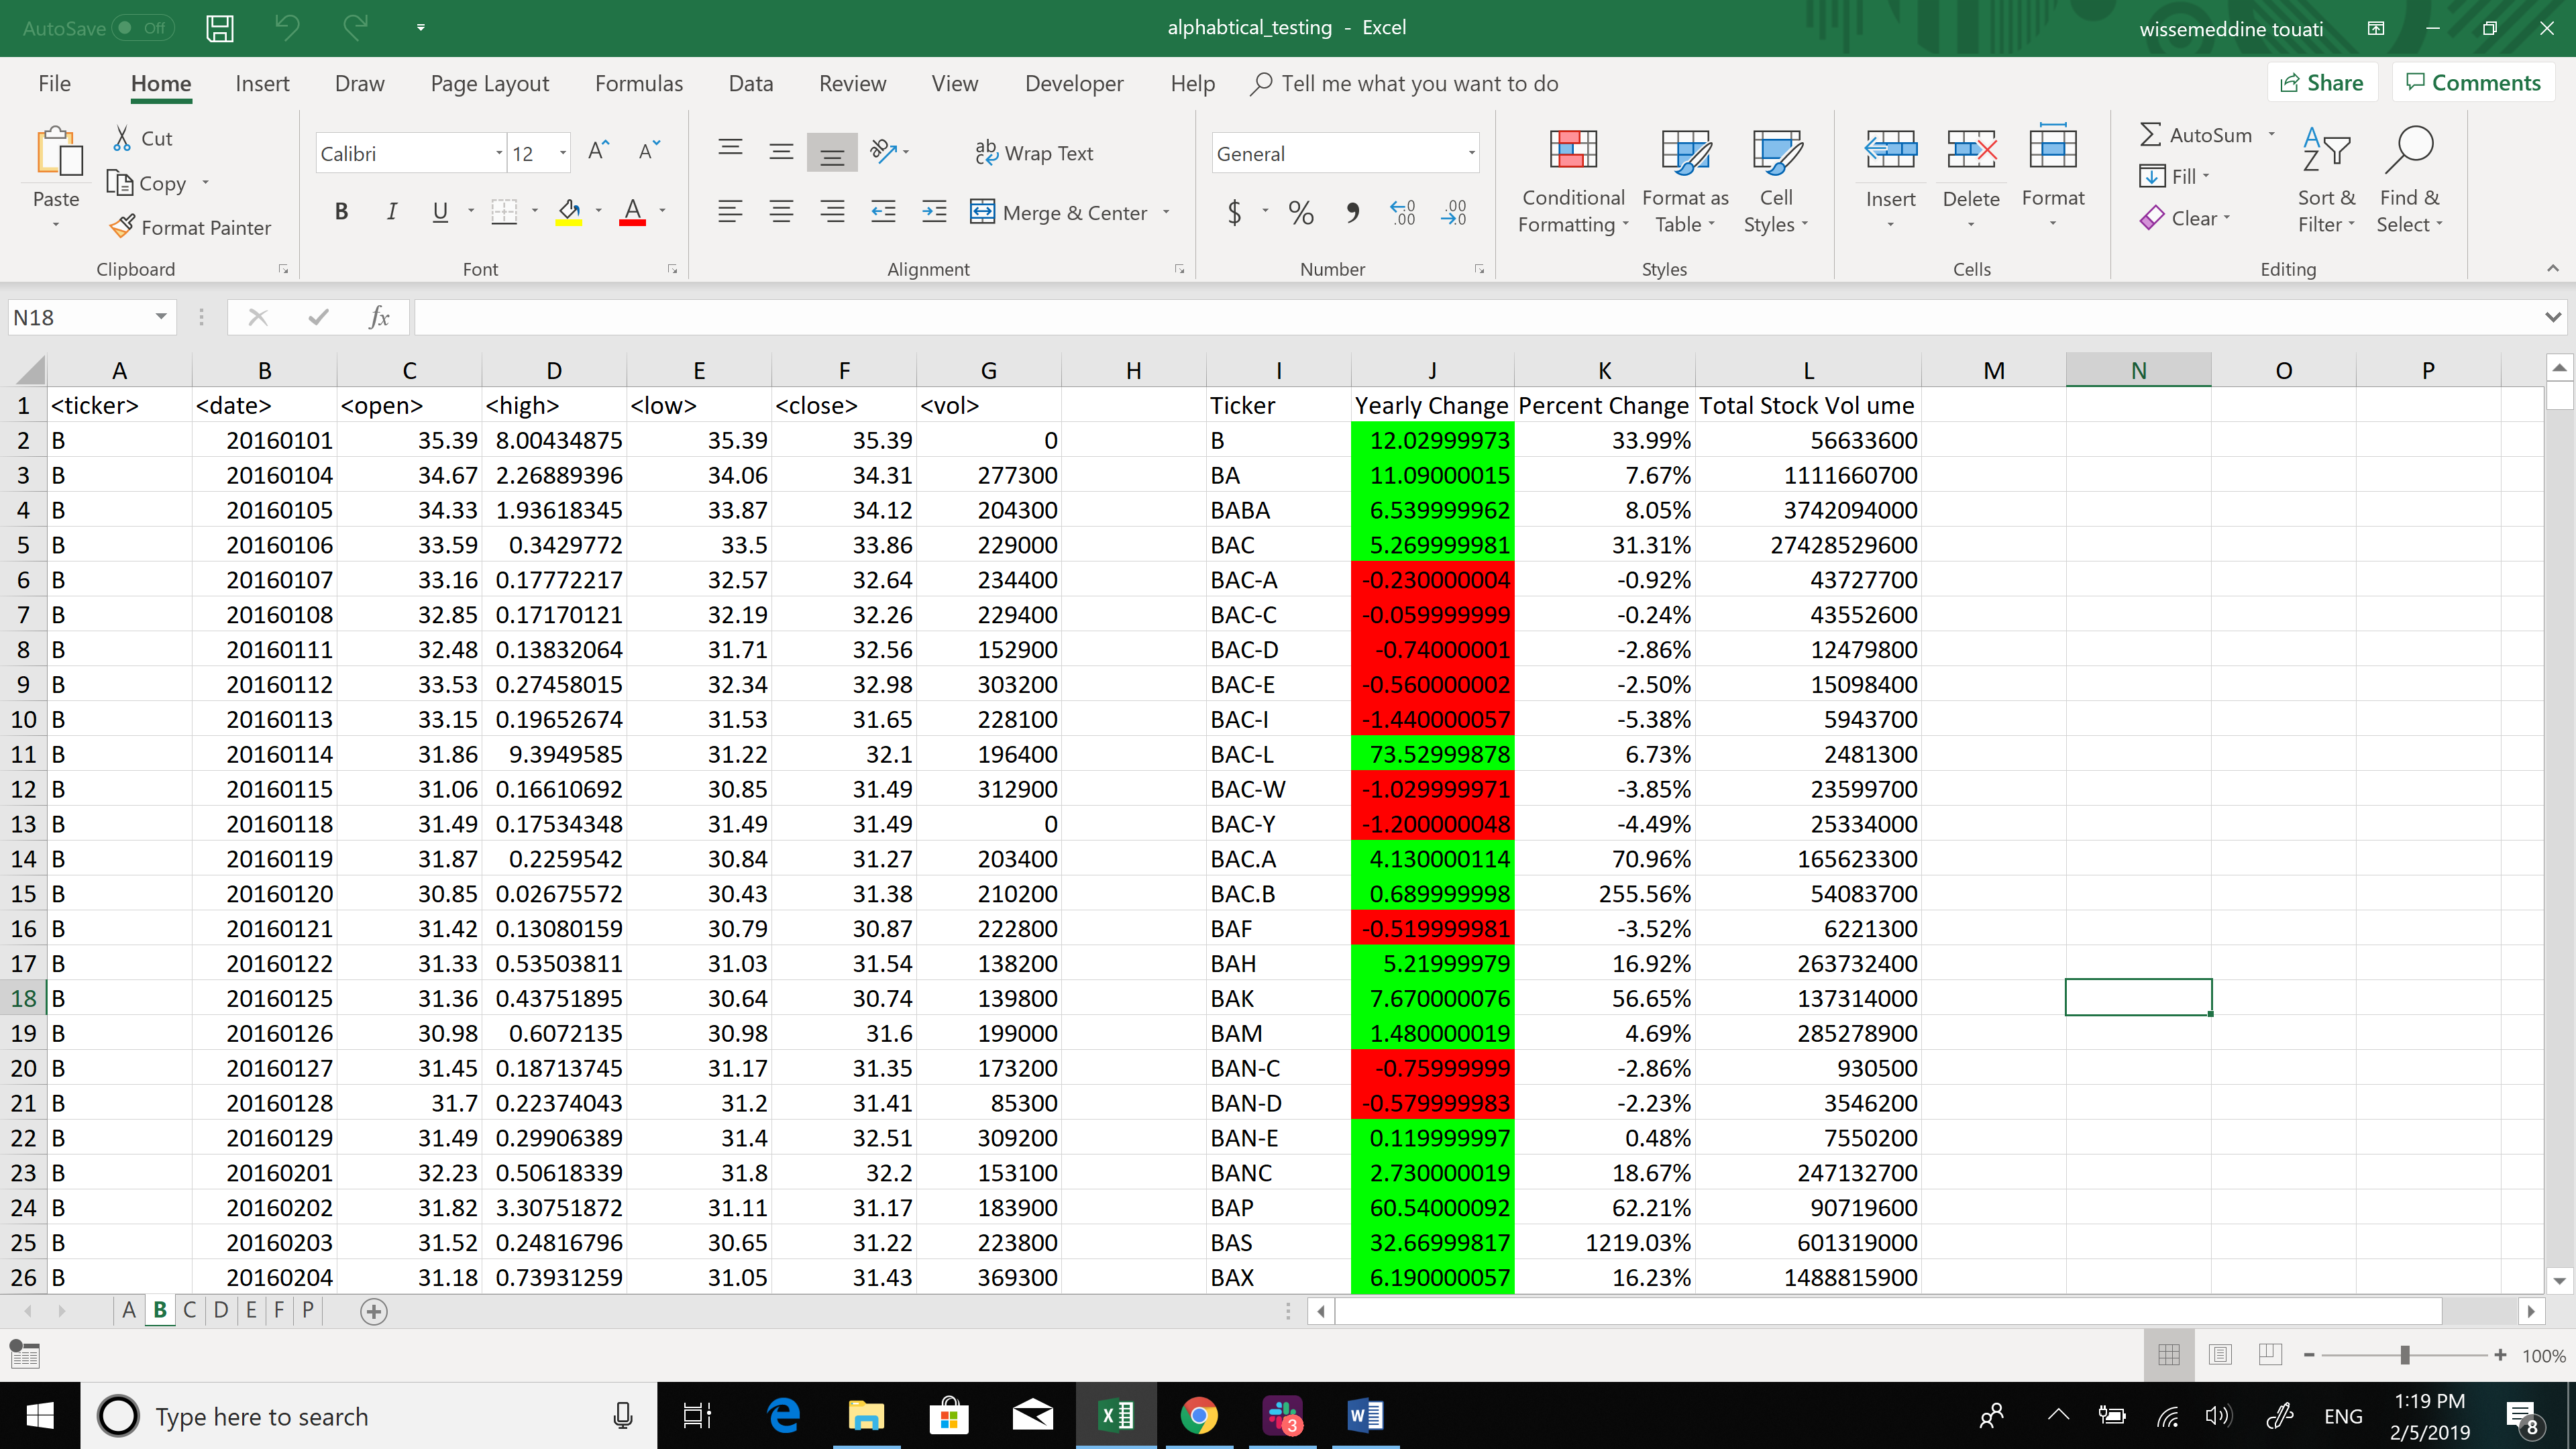 AutoSave Off
alphabtical_testing - Excel
wissemeddine touati
File Home Insert Draw Page Layout Formulas Data Review View Developer Help Tell me what you want to do
Share Comments
Paste
Cut
Copy
Format Painter
Clipboard
Calibri 12
B I U
Font
Wrap Text
Merge & Center
Alignment
General
$ % , .00 .00
Number
Conditional Formatting
Format as Table
Cell Styles
Styles
Insert Delete Format
Cells
AutoSum
Fill
Clear
Sort & Filter
Find & Select
Editing
N18 fx
A B C D E F G H I J K L M N O P
1 <ticker> <date> <open> <high> <low> <close> <vol> Ticker Yearly Change Percent Change Total Stock Vol ume
2 B 20160101 35.39 8.00434875 35.39 35.39 0 B 12.02999973 33.99% 56633600
3 B 20160104 34.67 2.26889396 34.06 34.31 277300 BA 11.09000015 7.67% 1111660700
4 B 20160105 34.33 1.93618345 33.87 34.12 204300 BABA 6.539999962 8.05% 3742094000
5 B 20160106 33.59 0.3429772 33.5 33.86 229000 BAC 5.269999981 31.31% 27428529600
6 B 20160107 33.16 0.17772217 32.57 32.64 234400 BAC-A -0.230000004 -0.92% 43727700
7 B 20160108 32.85 0.17170121 32.19 32.26 229400 BAC-C -0.059999999 -0.24% 43552600
8 B 20160111 32.48 0.13832064 31.71 32.56 152900 BAC-D -0.74000001 -2.86% 12479800
9 B 20160112 33.53 0.27458015 32.34 32.98 303200 BAC-E -0.560000002 -2.50% 15098400
10 B 20160113 33.15 0.19652674 31.53 31.65 228100 BAC-I -1.440000057 -5.38% 5943700
11 B 20160114 31.86 9.3949585 31.22 32.1 196400 BAC-L 73.52999878 6.73% 2481300
12 B 20160115 31.06 0.16610692 30.85 31.49 312900 BAC-W -1.029999971 -3.85% 23599700
13 B 20160118 31.49 0.17534348 31.49 31.49 0 BAC-Y -1.200000048 -4.49% 25334000
14 B 20160119 31.87 0.2259542 30.84 31.27 203400 BAC.A 4.130000114 70.96% 165623300
15 B 20160120 30.85 0.02675572 30.43 31.38 210200 BAC.B 0.689999998 255.56% 54083700
16 B 20160121 31.42 0.13080159 30.79 30.87 222800 BAF -0.519999981 -3.52% 6221300
17 B 20160122 31.33 0.53503811 31.03 31.54 138200 BAH 5.21999979 16.92% 263732400
18 B 20160125 31.36 0.43751895 30.64 30.74 139800 BAK 7.670000076 56.65% 137314000
19 B 20160126 30.98 0.6072135 30.98 31.6 199000 BAM 1.480000019 4.69% 285278900
20 B 20160127 31.45 0.18713745 31.17 31.35 173200 BAN-C -0.75999999 -2.86% 930500
21 B 20160128 31.7 0.22374043 31.2 31.41 85300 BAN-D -0.579999983 -2.23% 3546200
22 B 20160129 31.49 0.29906389 31.4 32.51 309200 BAN-E 0.119999997 0.48% 7550200
23 B 20160201 32.23 0.50618339 31.8 32.2 153100 BANC 2.730000019 18.67% 247132700
24 B 20160202 31.82 3.30751872 31.11 31.17 183900 BAP 60.54000092 62.21% 90719600
25 B 20160203 31.52 0.24816796 30.65 31.22 223800 BAS 32.66999817 1219.03% 601319000
26 B 20160204 31.18 0.73931259 31.05 31.43 369300 BAX 6.190000057 16.23% 1488815900
A B C D E F P
100%
Type here to search
3
ENG
1:19 PM
2/5/2019
8